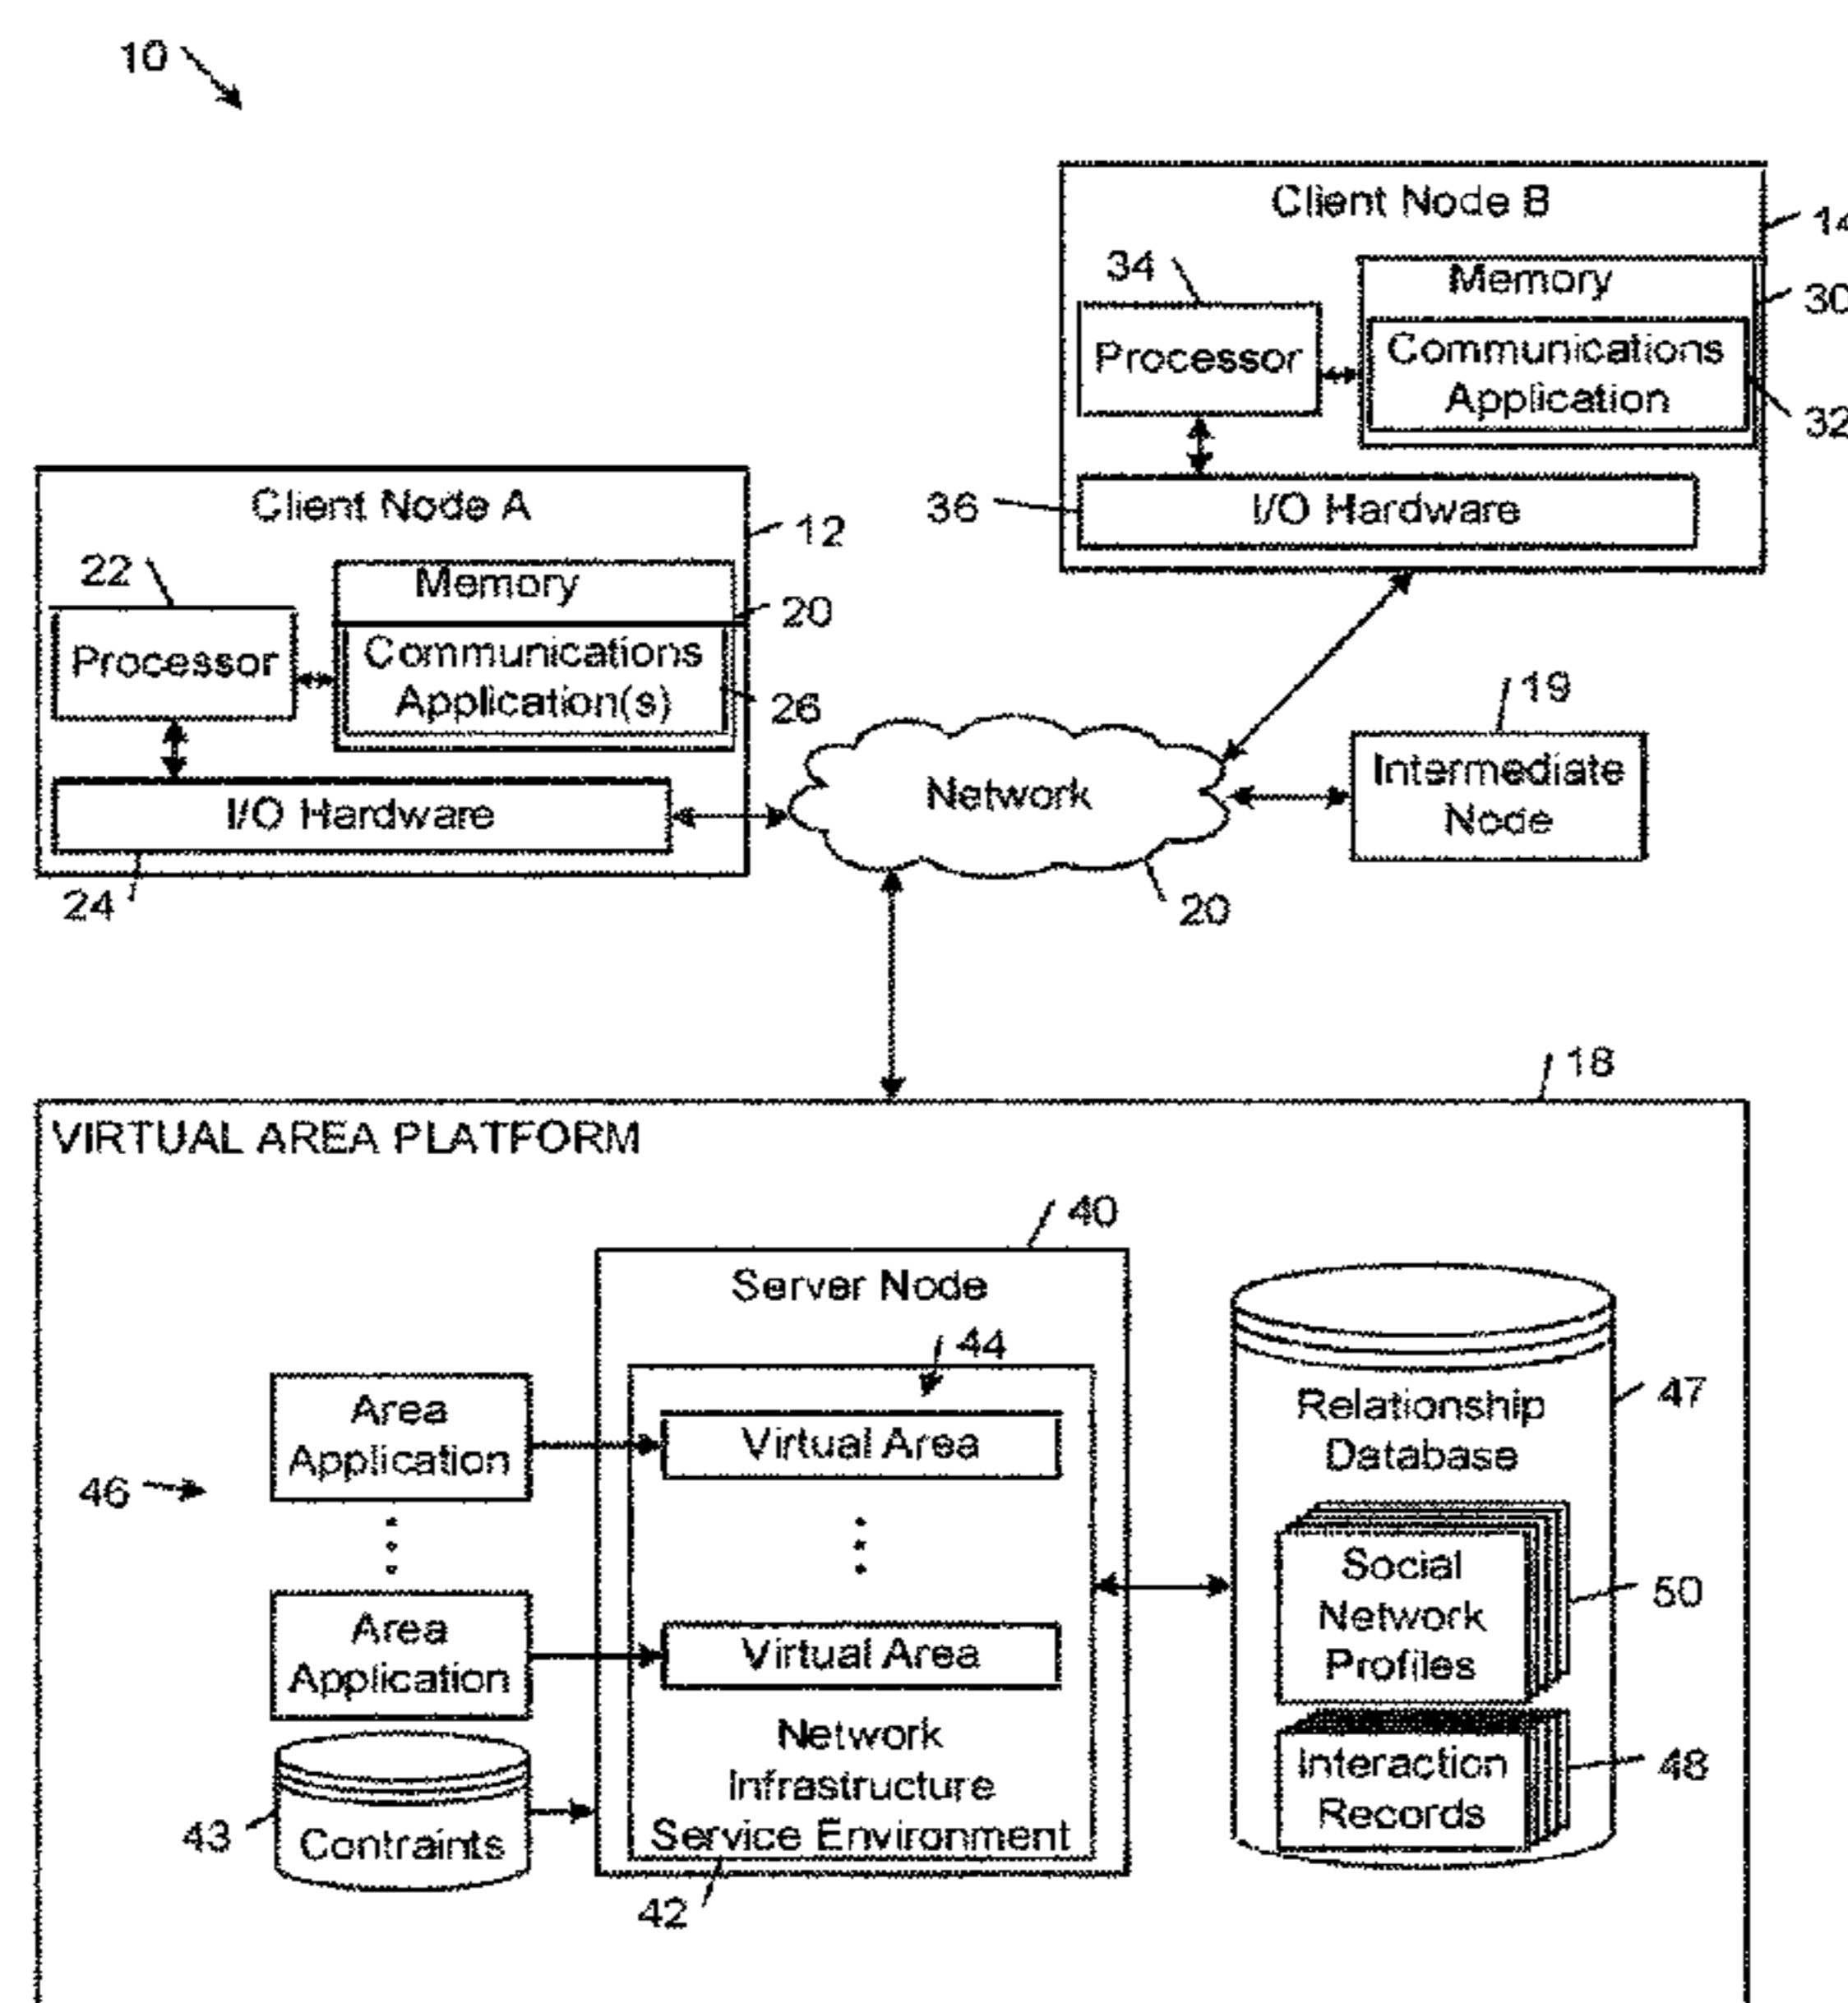 10
Client Node B
14
34
Memory
30
Processor
Communications
Application
32
36
I/O Hardware
Client Node A
12
22
Memory
20
Processor
Communications
Application(s)
26
I/O Hardware
24
Network
20
19
Intermediate
Node
18
VIRTUAL AREA PLATFORM
40
Server Node
44
Area
Application
Virtual Area
46
Area
Application
Virtual Area
Network
Infrastructure
Service Environment
42
43
Contraints
47
Relationship
Database
Social
Network
Profiles
50
Interaction
Records
48